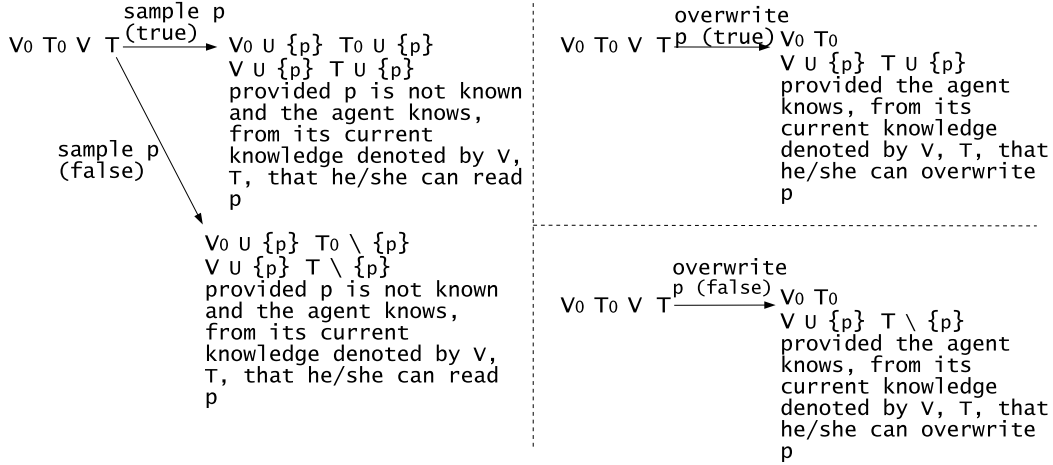 sample p
(true)
V0 T0 V T
V0 ∪ {p} T0 ∪ {p}
V ∪ {p} T ∪ {p}
provided p is not known
and the agent knows,
from its current
knowledge denoted by V,
T, that he/she can read
p
sample p
(false)
V0 ∪ {p} T0 \ {p}
V ∪ {p} T \ {p}
provided p is not known
and the agent knows,
from its current
knowledge denoted by V,
T, that he/she can read
p
overwrite
p (true)
V0 T0 V T
V0 T0
V ∪ {p} T ∪ {p}
provided the agent
knows, from its
current knowledge
denoted by V, T, that
he/she can overwrite
p
overwrite
p (false)
V0 T0 V T
V0 T0
V ∪ {p} T \ {p}
provided the agent
knows, from its
current knowledge
denoted by V, T, that
he/she can overwrite
p